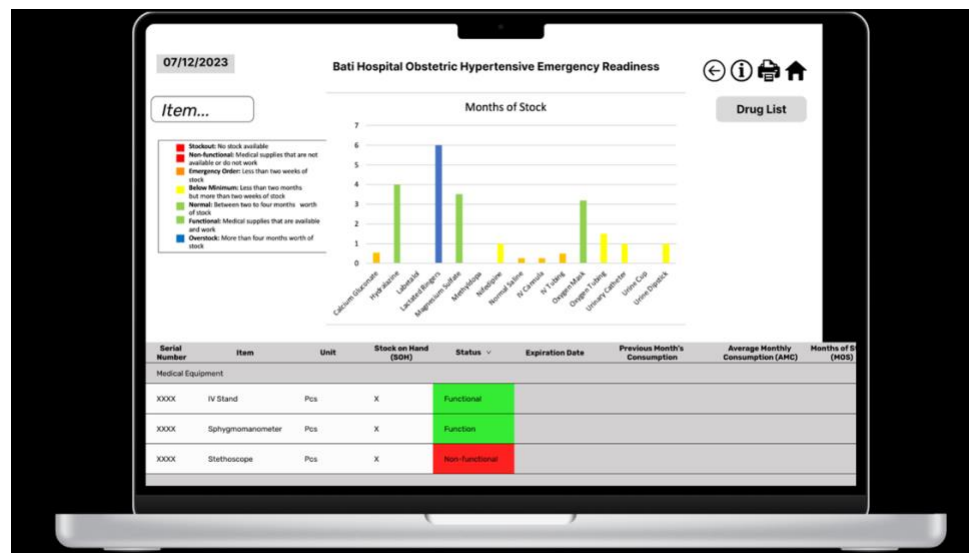 07/12/2023
Bati Hospital Obstetric Hypertensive Emergency Readiness
Item...
Drug List
Stockout: No stock available
Non-functional: Medical supplies that are not
available or do not work
Emergency Order: Less than two weeks of
stock
Below Minimum: Less than two months
but more than two weeks of stock
Normal: Between two to four months worth
of stock
Functional: Medical supplies that are available
and work
Overstock: More than four months worth of
stock
Months of Stock
7
6
5
4
3
2
1
0
Calcium Gluconate
Hydralazine
Labetalol
Lactated Ringers
Magnesium Sulfate
Methyldopa
Nifedipine
Normal Saline
IV Cannula
IV Tubing
Oxygen Mask
Oxygen Tubing
Urinary Catheter
Urine Cup
Urine Dipstick
Serial Number Item Unit Stock on Hand (SOH) Status Expiration Date Previous Month's Consumption Average Monthly Consumption (AMC) Months of S (MOS)
Medical Equipment
XXXX IV Stand Pcs X Functional
XXXX Sphygmomanometer Pcs X Function
XXXX Stethoscope Pcs X Non-functional